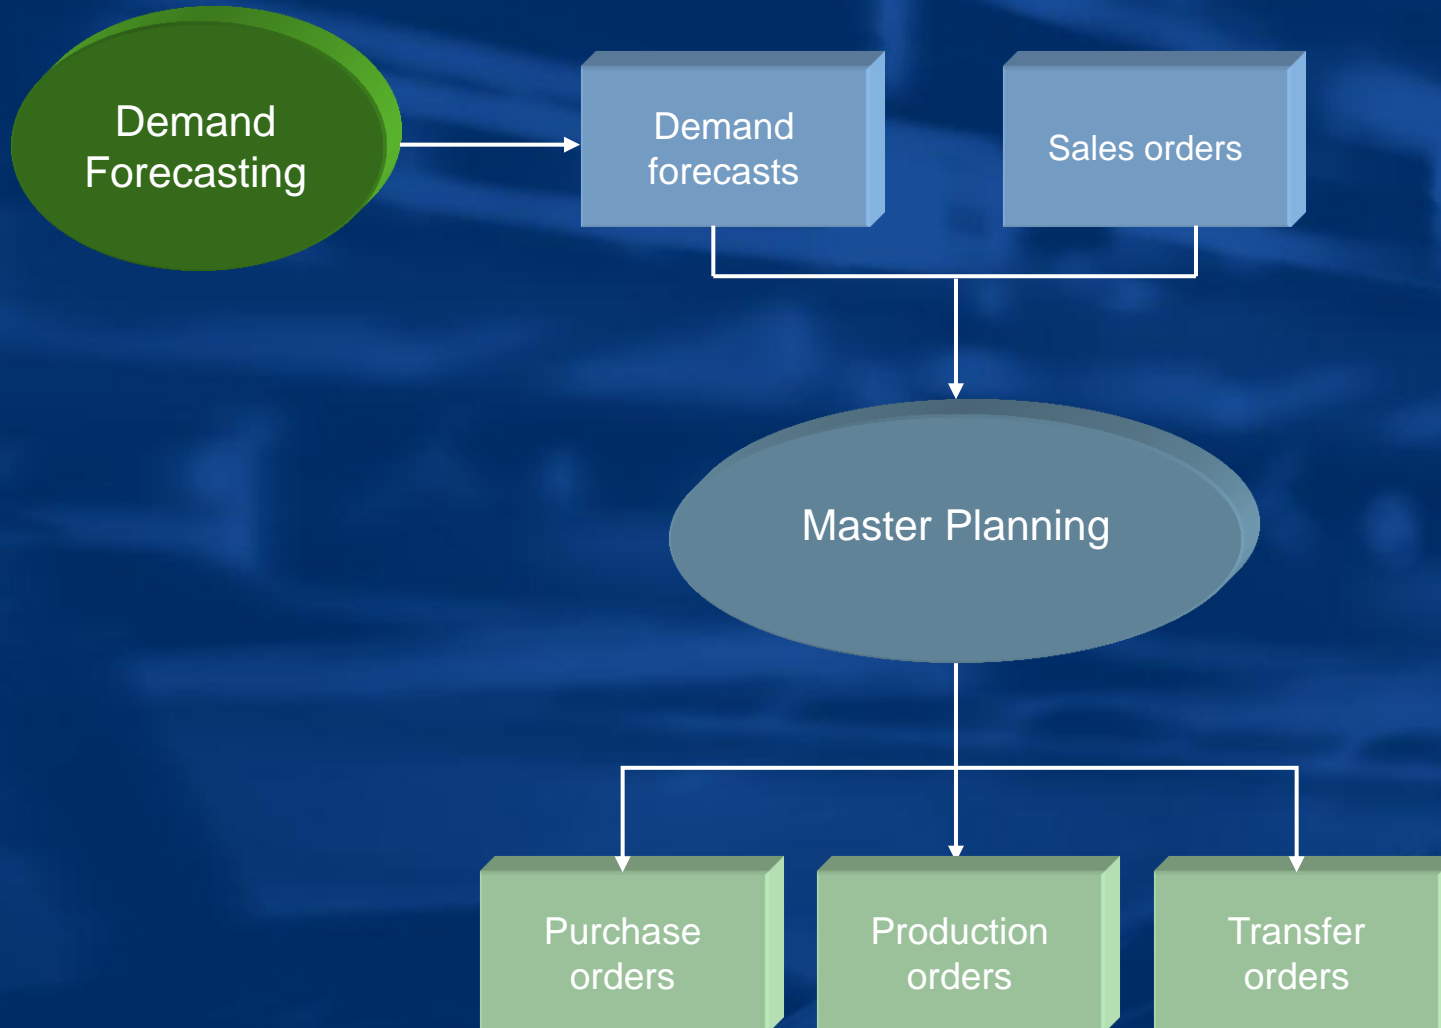 Demand
Forecasting
Demand
forecasts
Sales orders
Master Planning
Purchase
orders
Production
orders
Transfer
orders